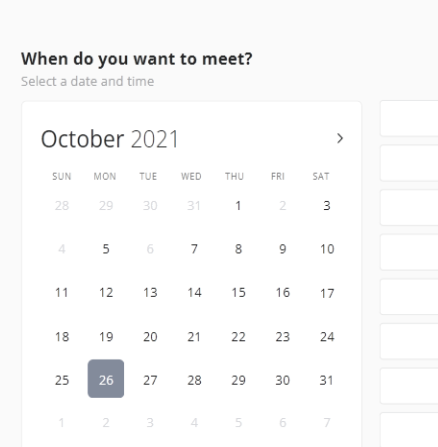 When do you want to meet?
Select a date and time
October 2021
SUN MON TUE WED THU FRI SAT
28 29 30 31 1 2 3
4 5 6 7 8 9 10
11 12 13 14 15 16 17
18 19 20 21 22 23 24
25 26 27 28 29 30 31
1 2 3 4 5 6 7